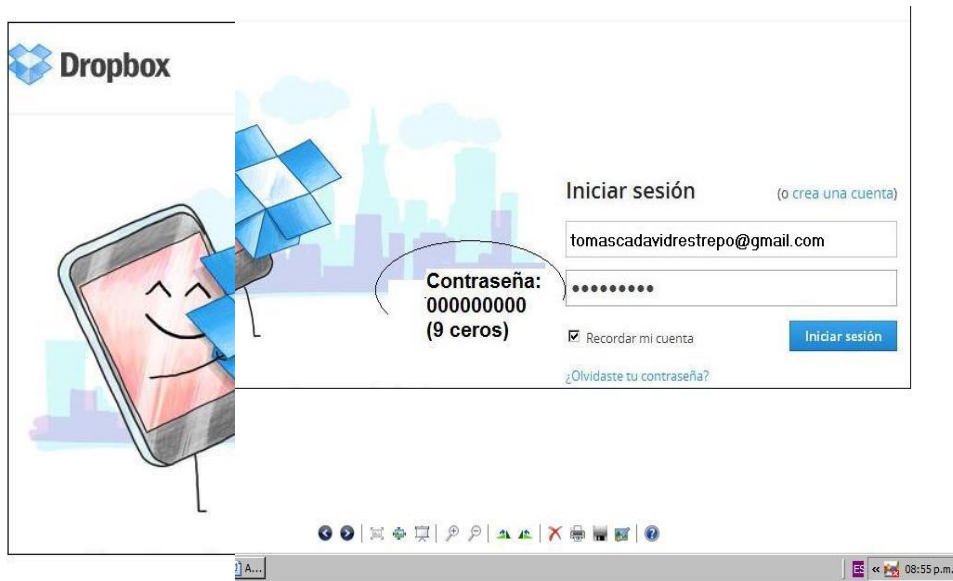 Dropbox
Iniciar sesión
(o crea una cuenta)
tomascadavidrestrepo@gmail.com
Contraseña:
000000000
(9 ceros)
•••••••••
Recordar mi cuenta
Iniciar sesión
¿Olvidaste tu contraseña?
A...
ES
08:55 p.m.